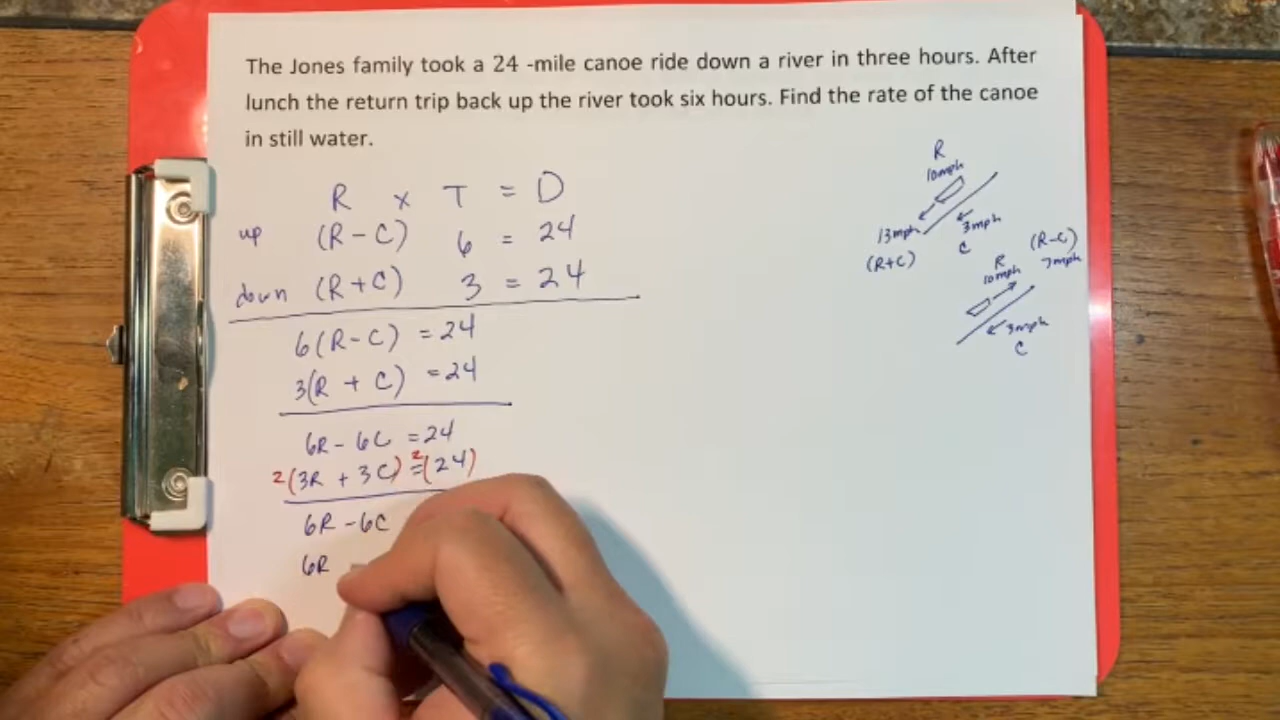 The Jones family took a 24 -mile canoe ride down a river in three hours. After
lunch the return trip back up the river took six hours. Find the rate of the canoe
in still water.
R x T = D
up (R-C) 6 = 24
down (R+C) 3 = 24
6(R-C) = 24
3(R + C) = 24
6R - 6C = 24
2(3R + 3C) = 2(24)
6R - 6C
6R
R
10mph
13mph
3mph
(R+C)
C
(R-C)
R
10mph
7mph
3mph
C